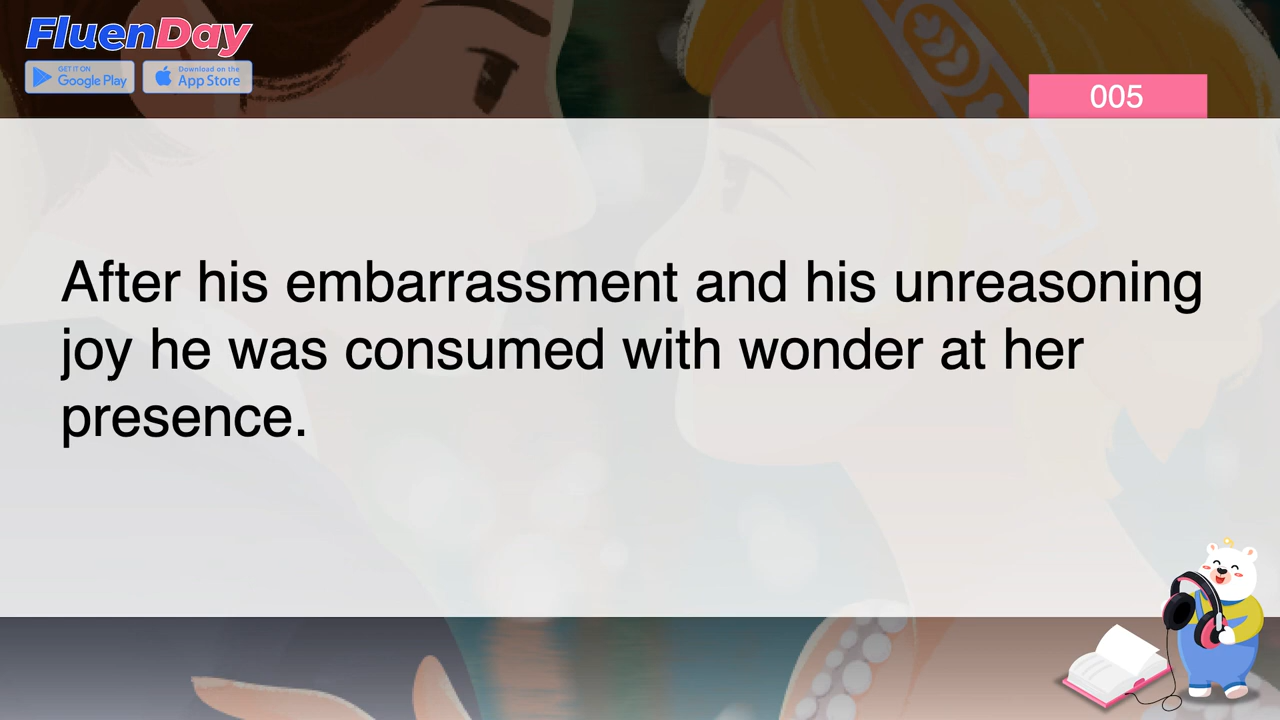 FluenDay
GET IT ON
Google Play
Download on the
App Store
005
After his embarrassment and his unreasoning
joy he was consumed with wonder at her
presence.